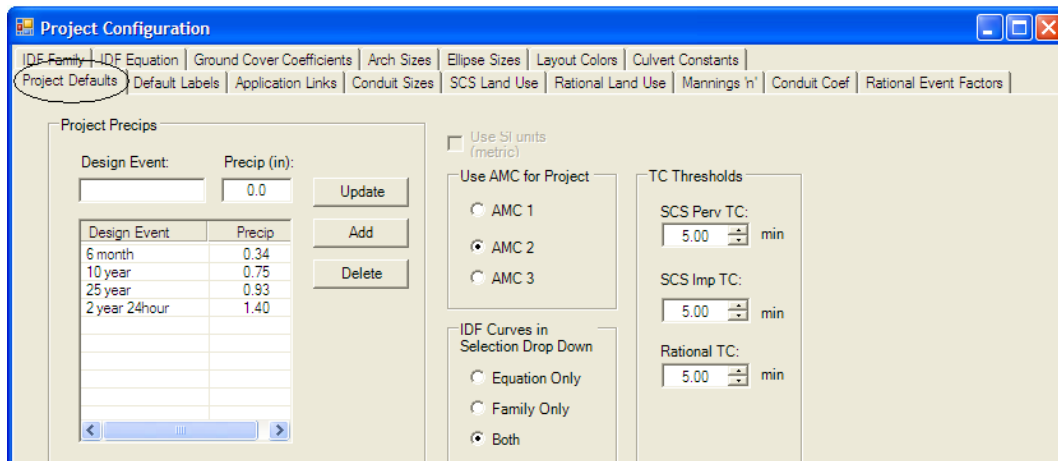 Project Configuration
IDF Family IDF Equation Ground Cover Coefficients Arch Sizes Ellipse Sizes Layout Colors Culvert Constants
Project Defaults Default Labels Application Links Conduit Sizes SCS Land Use Rational Land Use Mannings 'n' Conduit Coef Rational Event Factors
Project Precips
Design Event: Precip (in):
0.0
Update
Add
Delete
Design Event Precip
6 month 0.34
10 year 0.75
25 year 0.93
2 year 24hour 1.40
Use SI units
(metric)
Use AMC for Project
AMC 1
AMC 2
AMC 3
IDF Curves in
Selection Drop Down
Equation Only
Family Only
Both
TC Thresholds
SCS Perv TC:
5.00 min
SCS Imp TC:
5.00 min
Rational TC:
5.00 min